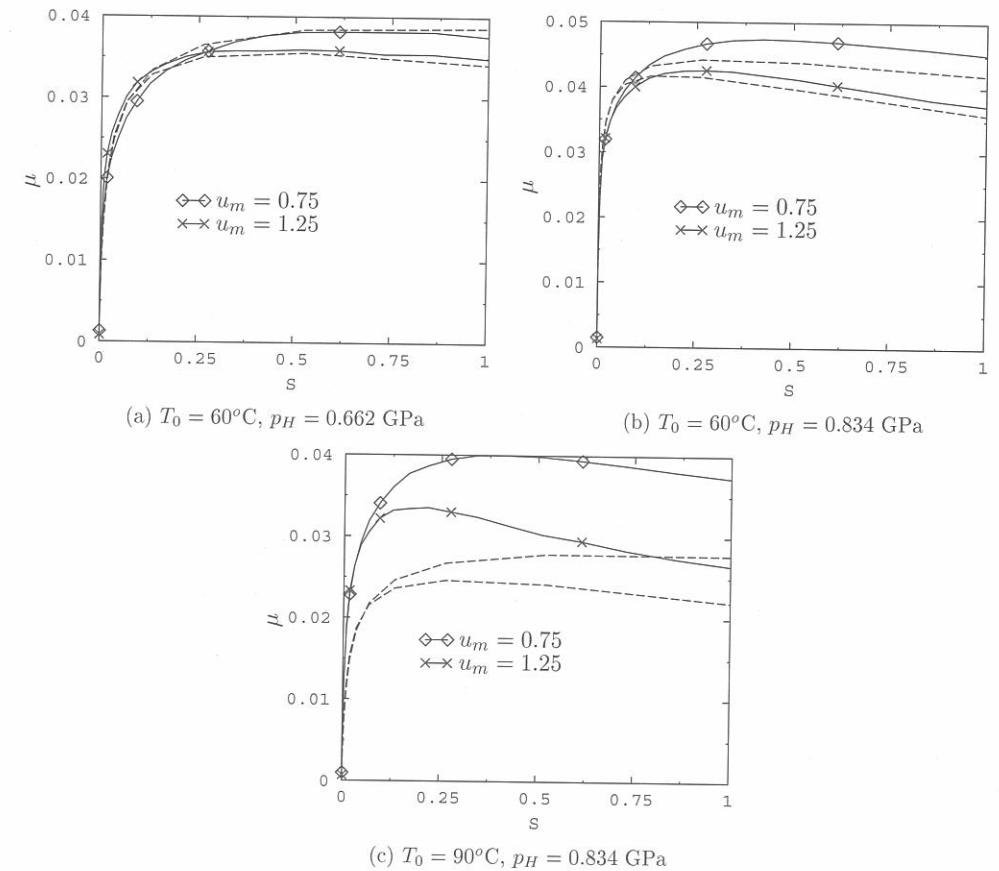 0.04
0.03
0.02
0.01
0
μ
u_m = 0.75
u_m = 1.25
0 0.25 0.5 0.75 1
S
(a) T_0 = 60°C, p_H = 0.662 GPa
0.05
0.04
0.03
0.02
0.01
0
μ
u_m = 0.75
u_m = 1.25
0 0.25 0.5 0.75 1
S
(b) T_0 = 60°C, p_H = 0.834 GPa
0.04
0.03
0.02
0.01
0
μ
u_m = 0.75
u_m = 1.25
0 0.25 0.5 0.75 1
S
(c) T_0 = 90°C, p_H = 0.834 GPa